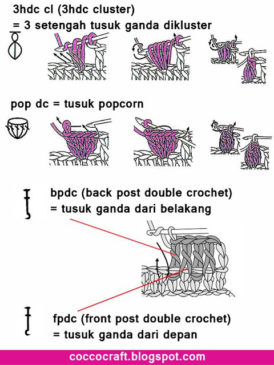 3hdc cl (3hdc cluster)
= 3 setengah tusuk ganda dikluster
pop dc = tusuk popcorn
bpdc (back post double crochet)
= tusuk ganda dari belakang
fpdc (front post double crochet)
= tusuk ganda dari depan
coccocraft.blogspot.com